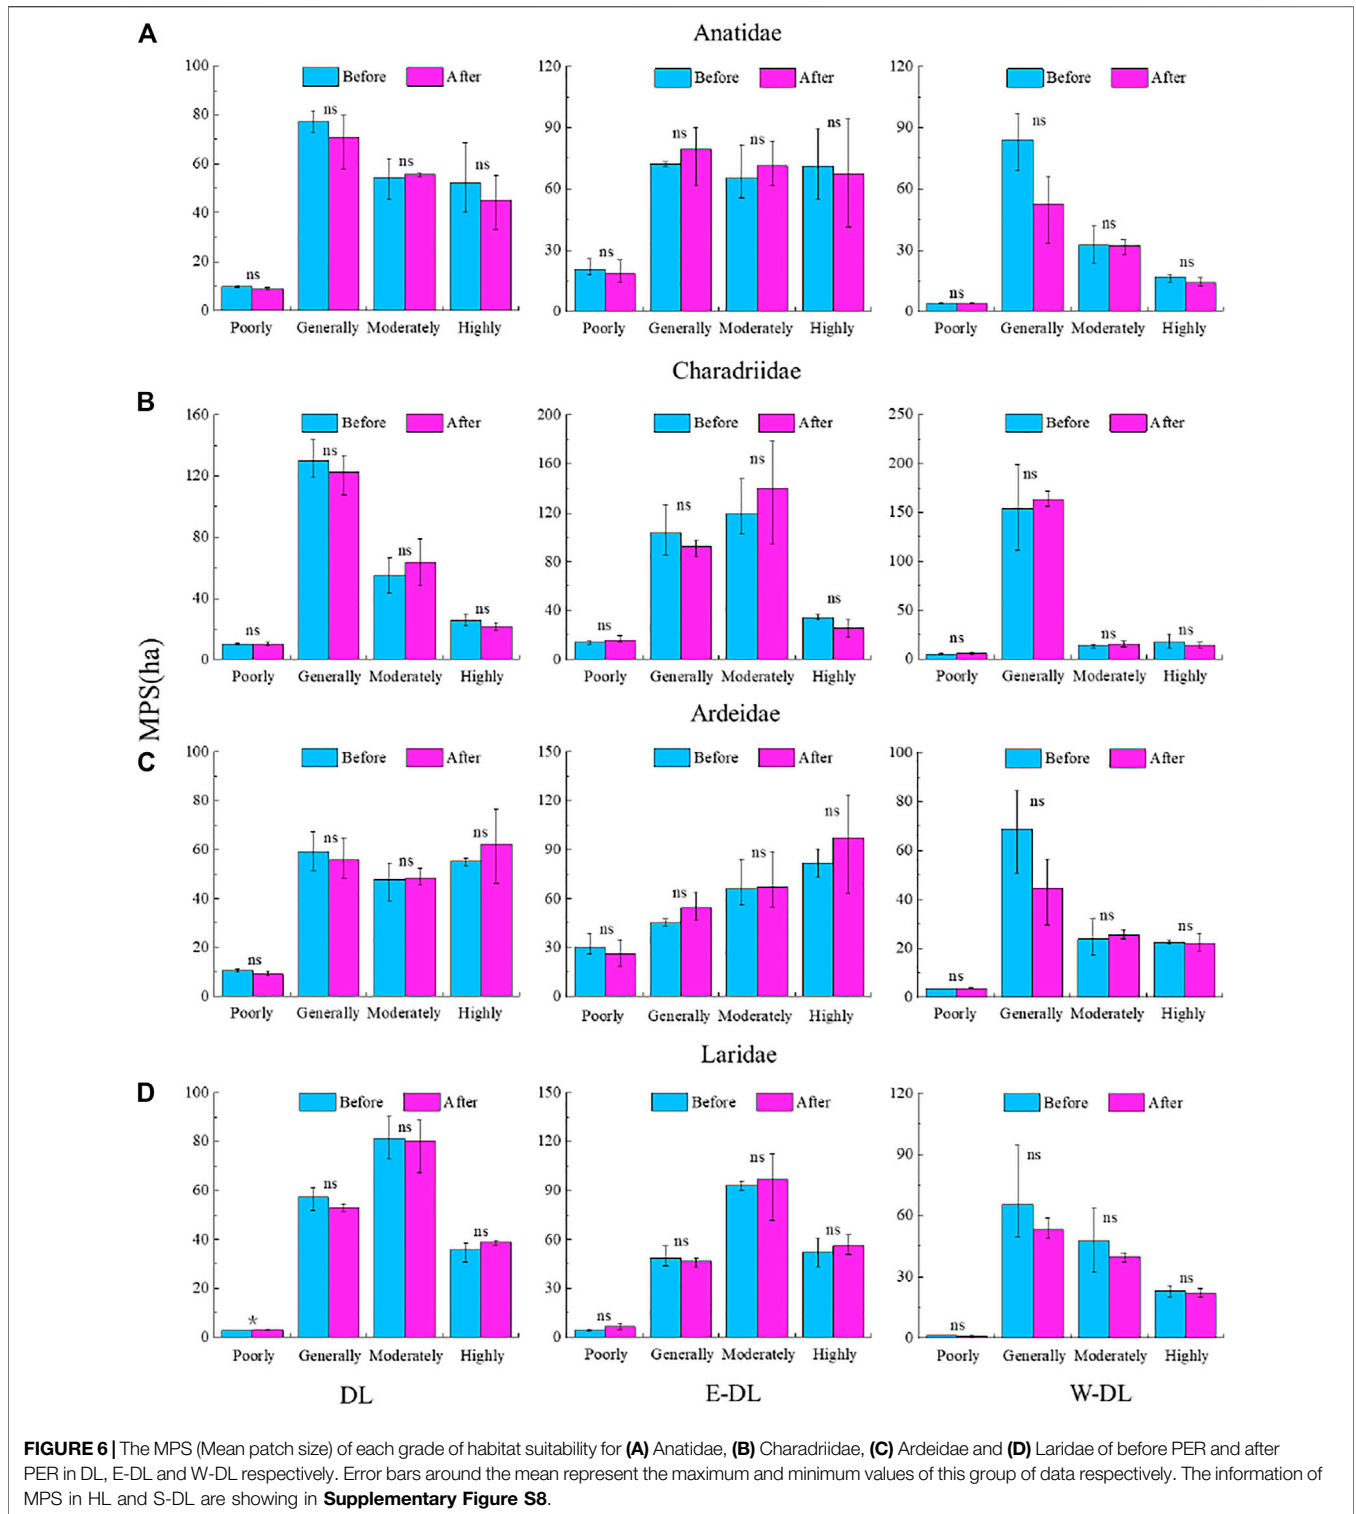 A
Anatidae
100
80
60
40
20
0
Before After
ns ns ns ns
Poorly Generally Moderately Highly
120
90
60
30
0
Before After
ns ns ns ns
Poorly Generally Moderately Highly
120
90
60
30
0
Before After
ns ns ns ns
Poorly Generally Moderately Highly
Charadriidae
B
160
120
80
40
0
Before After
ns ns ns ns
Poorly Generally Moderately Highly
200
160
120
80
40
0
Before After
ns ns ns ns
Poorly Generally Moderately Highly
250
200
150
100
50
0
Before After
ns ns ns ns
Poorly Generally Moderately Highly
MPS(ha)
Ardeidae
C
100
80
60
40
20
0
Before After
ns ns ns ns
Poorly Generally Moderately Highly
150
120
90
60
30
0
Before After
ns ns ns ns
Poorly Generally Moderately Highly
100
80
60
40
20
0
Before After
ns ns ns ns
Poorly Generally Moderately Highly
Laridae
D
100
80
60
40
20
0
Before After
* ns ns ns
Poorly Generally Moderately Highly
DL
150
120
90
60
30
0
Before After
ns ns ns ns
Poorly Generally Moderately Highly
E-DL
120
90
60
30
0
Before After
ns ns ns ns
Poorly Generally Moderately Highly
W-DL
FIGURE 6 | The MPS (Mean patch size) of each grade of habitat suitability for (A) Anatidae, (B) Charadriidae, (C) Ardeidae and (D) Laridae of before PER and after
PER in DL, E-DL and W-DL respectively. Error bars around the mean represent the maximum and minimum values of this group of data respectively. The information of
MPS in HL and S-DL are showing in Supplementary Figure S8.